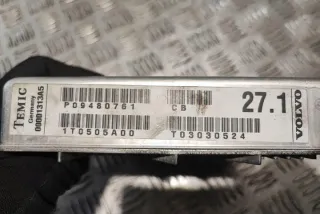 TEMIC
Germany
00001313A5
P09480761
CB
27.1
VOLVO
1T0505A00
T03030524